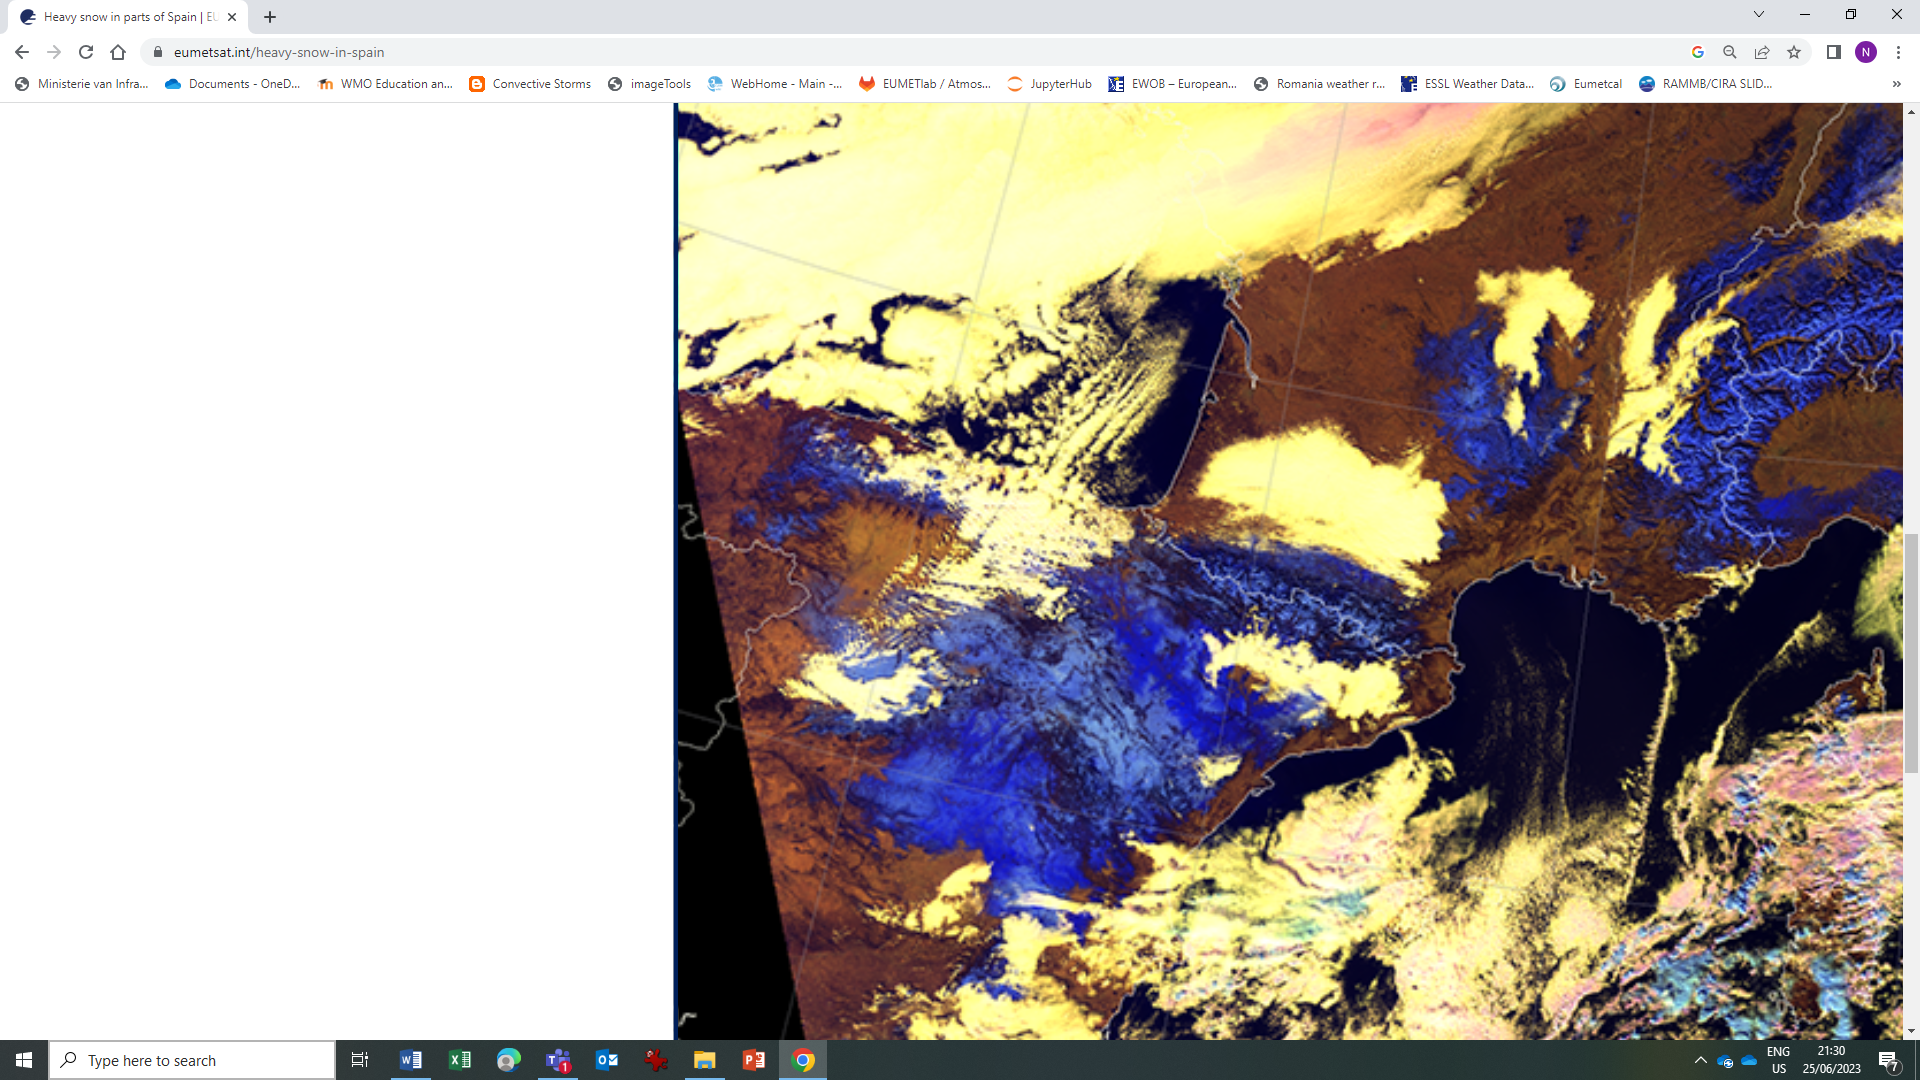 Heavy snow in parts of Spain | EU
eumetsat.int/heavy-snow-in-spain
N
Ministerie van Infra...
Documents - OneD...
WMO Education an...
Convective Storms
imageTools
WebHome - Main -...
EUMETlab / Atmos...
JupyterHub
EWOB – European...
Romania weather r...
ESSL Weather Data...
Eumetcal
RAMMB/CIRA SLID...
»
Type here to search
1
ENG
US
21:30
25/06/2023
7